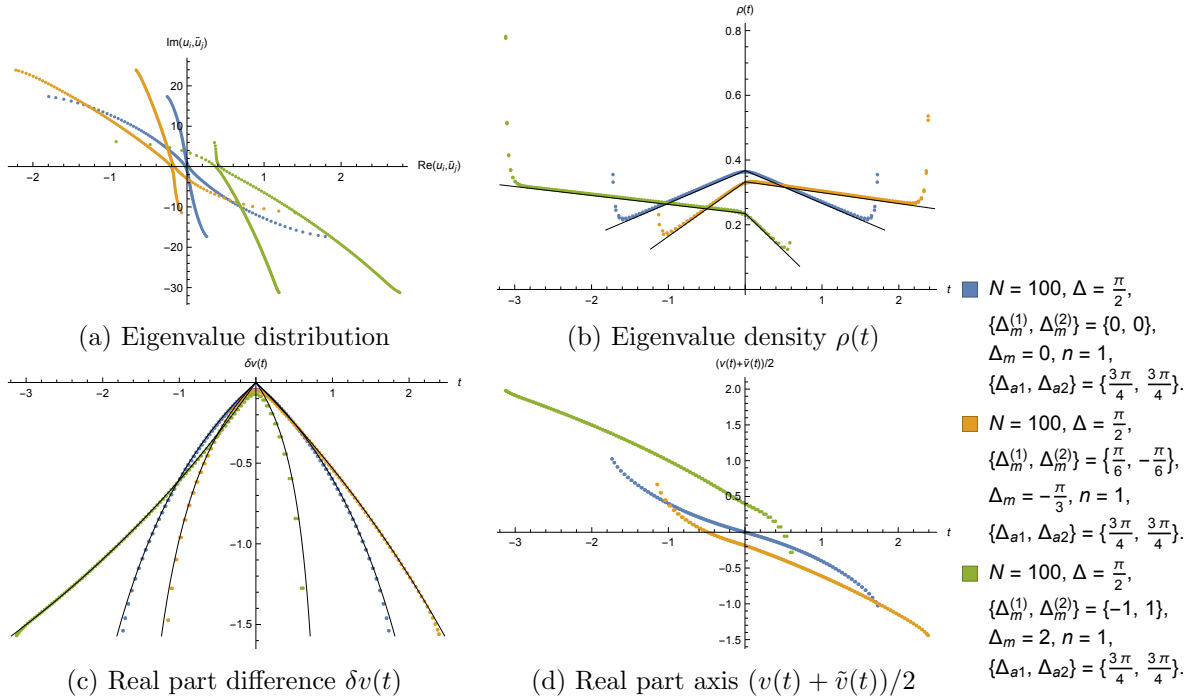 Im(u_i,ũ_j)
20
10
-10
-20
-30
-2
-1
1
2
Re(u_i,ũ_j)
(a) Eigenvalue distribution
ρ(t)
0.8
0.6
0.4
0.2
-3
-2
-1
1
2
t
(b) Eigenvalue density ρ(t)
δv(t)
-3
-2
-1
1
2
t
-0.5
-1.0
-1.5
(c) Real part difference δv(t)
(v(t)+ṽ(t))/2
2.0
1.5
1.0
0.5
-0.5
-1.0
-1.5
-3
-2
-1
1
2
t
(d) Real part axis (v(t) + ṽ(t))/2
N = 100, Δ = π/2,
{Δ_m^(1), Δ_m^(2)} = {0, 0},
Δ_m = 0, n = 1,
{Δ_a1, Δ_a2} = {3π/4, 3π/4}.
N = 100, Δ = π/2,
{Δ_m^(1), Δ_m^(2)} = {π/6, -π/6},
Δ_m = -π/3, n = 1,
{Δ_a1, Δ_a2} = {3π/4, 3π/4}.
N = 100, Δ = π/2,
{Δ_m^(1), Δ_m^(2)} = {-1, 1},
Δ_m = 2, n = 1,
{Δ_a1, Δ_a2} = {3π/4, 3π/4}.